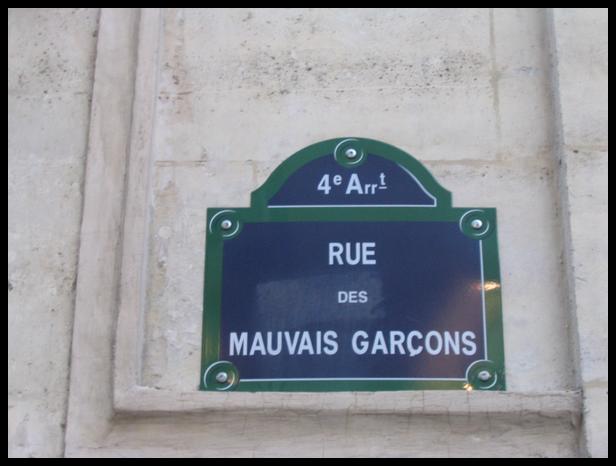 4e Arrt
RUE
DES
MAUVAIS GARÇONS